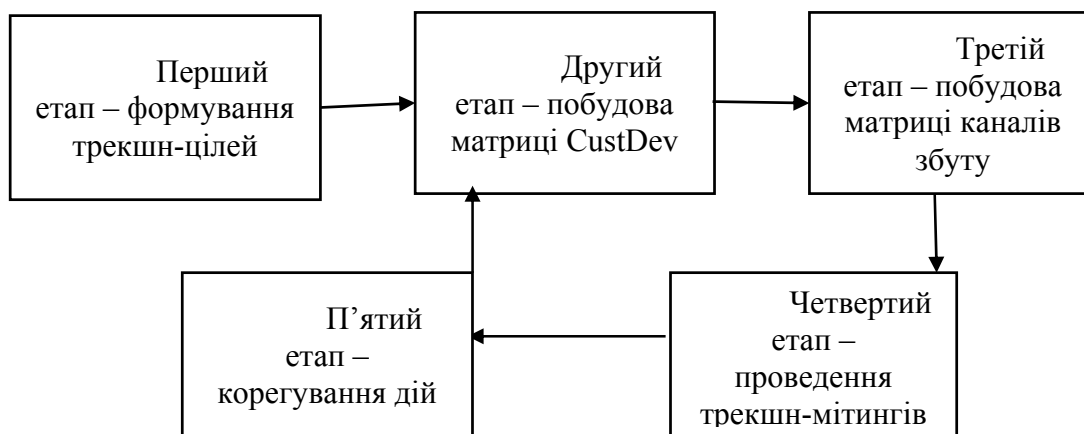 Перший
етап – формування
трекшн-цілей
Другий
етап – побудова
матриці CustDev
Третій
етап – побудова
матриці каналів
збуту
Четвертий
етап –
проведення
трекшн-мітингів
П’ятий
етап –
корегування дій